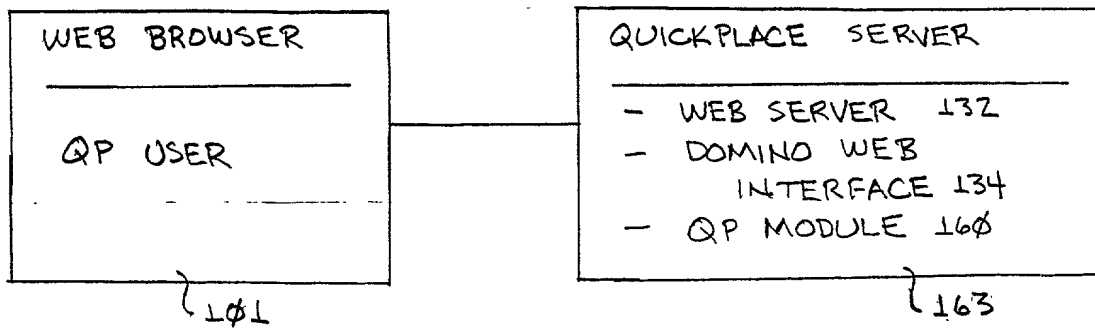 WEB BROWSER
QP USER
101
QUICKPLACE SERVER
- WEB SERVER 132
- DOMINO WEB
INTERFACE 134
- QP MODULE 160
163